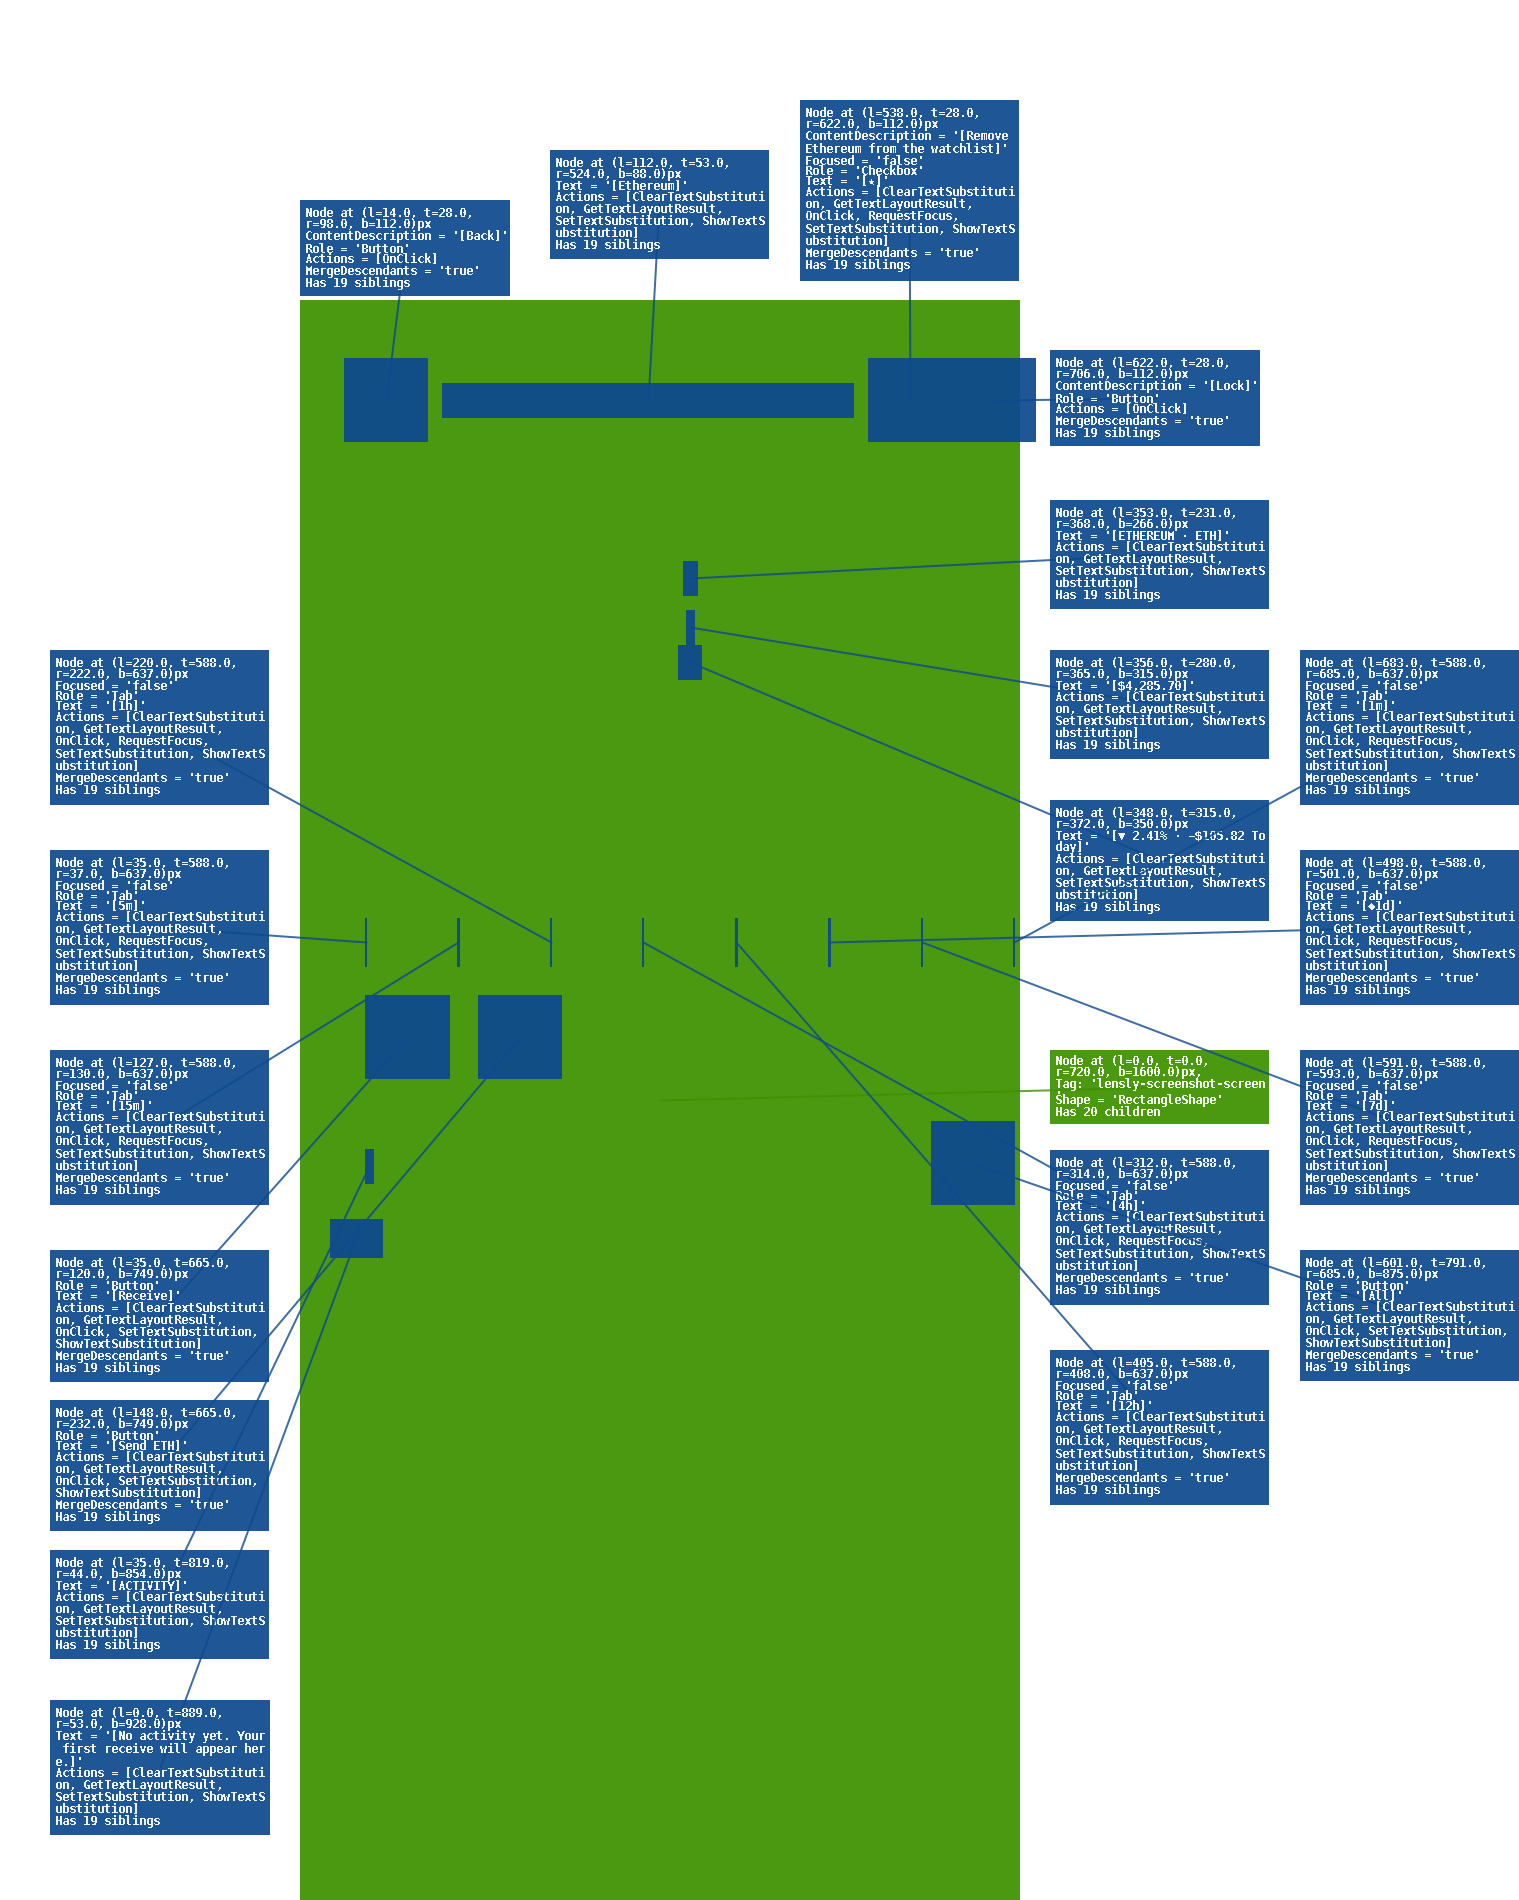 Node at (l=538.0, t=28.0,
r=622.0, b=112.0)px
ContentDescription = '[Remove
Ethereum from the watchlist]'
Focused = 'false'
Role = 'Checkbox'
Text = '[★]'
Actions = [ClearTextSubstituti
on, GetTextLayoutResult,
OnClick, RequestFocus,
SetTextSubstitution, ShowTextS
ubstitution]
MergeDescendants = 'true'
Has 19 siblings
Node at (l=112.0, t=53.0,
r=524.0, b=88.0)px
Text = '[Ethereum]'
Actions = [ClearTextSubstituti
on, GetTextLayoutResult,
SetTextSubstitution, ShowTextS
ubstitution]
Has 19 siblings
Node at (l=14.0, t=28.0,
r=98.0, b=112.0)px
ContentDescription = '[Back]'
Role = 'Button'
Actions = [OnClick]
MergeDescendants = 'true'
Has 19 siblings
Node at (l=622.0, t=28.0,
r=706.0, b=112.0)px
ContentDescription = '[Lock]'
Role = 'Button'
Actions = [OnClick]
MergeDescendants = 'true'
Has 19 siblings
Node at (l=353.0, t=231.0,
r=368.0, b=266.0)px
Text = '[ETHEREUM · ETH]'
Actions = [ClearTextSubstituti
on, GetTextLayoutResult,
SetTextSubstitution, ShowTextS
ubstitution]
Has 19 siblings
Node at (l=220.0, t=588.0,
r=222.0, b=637.0)px
Focused = 'false'
Role = 'Tab'
Text = '[1h]'
Actions = [ClearTextSubstituti
on, GetTextLayoutResult,
OnClick, RequestFocus,
SetTextSubstitution, ShowTextS
ubstitution]
MergeDescendants = 'true'
Has 19 siblings
Node at (l=356.0, t=280.0,
r=365.0, b=315.0)px
Text = '[$4,285.70]'
Actions = [ClearTextSubstituti
on, GetTextLayoutResult,
SetTextSubstitution, ShowTextS
ubstitution]
Has 19 siblings
Node at (l=683.0, t=588.0,
r=685.0, b=637.0)px
Focused = 'false'
Role = 'Tab'
Text = '[1m]'
Actions = [ClearTextSubstituti
on, GetTextLayoutResult,
OnClick, RequestFocus,
SetTextSubstitution, ShowTextS
ubstitution]
MergeDescendants = 'true'
Has 19 siblings
Node at (l=348.0, t=315.0,
r=372.0, b=350.0)px
Text = '[▼ 2.41% · −$105.82 To
day]'
Actions = [ClearTextSubstituti
on, GetTextLayoutResult,
SetTextSubstitution, ShowTextS
ubstitution]
Has 19 siblings
Node at (l=35.0, t=588.0,
r=37.0, b=637.0)px
Focused = 'false'
Role = 'Tab'
Text = '[5m]'
Actions = [ClearTextSubstituti
on, GetTextLayoutResult,
OnClick, RequestFocus,
SetTextSubstitution, ShowTextS
ubstitution]
MergeDescendants = 'true'
Has 19 siblings
Node at (l=498.0, t=588.0,
r=501.0, b=637.0)px
Focused = 'false'
Role = 'Tab'
Text = '[◆1d]'
Actions = [ClearTextSubstituti
on, GetTextLayoutResult,
OnClick, RequestFocus,
SetTextSubstitution, ShowTextS
ubstitution]
MergeDescendants = 'true'
Has 19 siblings
Node at (l=127.0, t=588.0,
r=130.0, b=637.0)px
Focused = 'false'
Role = 'Tab'
Text = '[15m]'
Actions = [ClearTextSubstituti
on, GetTextLayoutResult,
OnClick, RequestFocus,
SetTextSubstitution, ShowTextS
ubstitution]
MergeDescendants = 'true'
Has 19 siblings
Node at (l=0.0, t=0.0,
r=720.0, b=1600.0)px,
Tag: 'lensly-screenshot-screen
'
Shape = 'RectangleShape'
Has 20 children
Node at (l=591.0, t=588.0,
r=593.0, b=637.0)px
Focused = 'false'
Role = 'Tab'
Text = '[7d]'
Actions = [ClearTextSubstituti
on, GetTextLayoutResult,
OnClick, RequestFocus,
SetTextSubstitution, ShowTextS
ubstitution]
MergeDescendants = 'true'
Has 19 siblings
Node at (l=312.0, t=588.0,
r=314.0, b=637.0)px
Focused = 'false'
Role = 'Tab'
Text = '[4h]'
Actions = [ClearTextSubstituti
on, GetTextLayoutResult,
OnClick, RequestFocus,
SetTextSubstitution, ShowTextS
ubstitution]
MergeDescendants = 'true'
Has 19 siblings
Node at (l=35.0, t=665.0,
r=120.0, b=749.0)px
Role = 'Button'
Text = '[Receive]'
Actions = [ClearTextSubstituti
on, GetTextLayoutResult,
OnClick, SetTextSubstitution,
ShowTextSubstitution]
MergeDescendants = 'true'
Has 19 siblings
Node at (l=601.0, t=791.0,
r=685.0, b=875.0)px
Role = 'Button'
Text = '[All]'
Actions = [ClearTextSubstituti
on, GetTextLayoutResult,
OnClick, SetTextSubstitution,
ShowTextSubstitution]
MergeDescendants = 'true'
Has 19 siblings
Node at (l=405.0, t=588.0,
r=408.0, b=637.0)px
Focused = 'false'
Role = 'Tab'
Text = '[12h]'
Actions = [ClearTextSubstituti
on, GetTextLayoutResult,
OnClick, RequestFocus,
SetTextSubstitution, ShowTextS
ubstitution]
MergeDescendants = 'true'
Has 19 siblings
Node at (l=148.0, t=665.0,
r=232.0, b=749.0)px
Role = 'Button'
Text = '[Send ETH]'
Actions = [ClearTextSubstituti
on, GetTextLayoutResult,
OnClick, SetTextSubstitution,
ShowTextSubstitution]
MergeDescendants = 'true'
Has 19 siblings
Node at (l=35.0, t=819.0,
r=44.0, b=854.0)px
Text = '[ACTIVITY]'
Actions = [ClearTextSubstituti
on, GetTextLayoutResult,
SetTextSubstitution, ShowTextS
ubstitution]
Has 19 siblings
Node at (l=0.0, t=889.0,
r=53.0, b=928.0)px
Text = '[No activity yet. Your
first receive will appear her
e.]'
Actions = [ClearTextSubstituti
on, GetTextLayoutResult,
SetTextSubstitution, ShowTextS
ubstitution]
Has 19 siblings